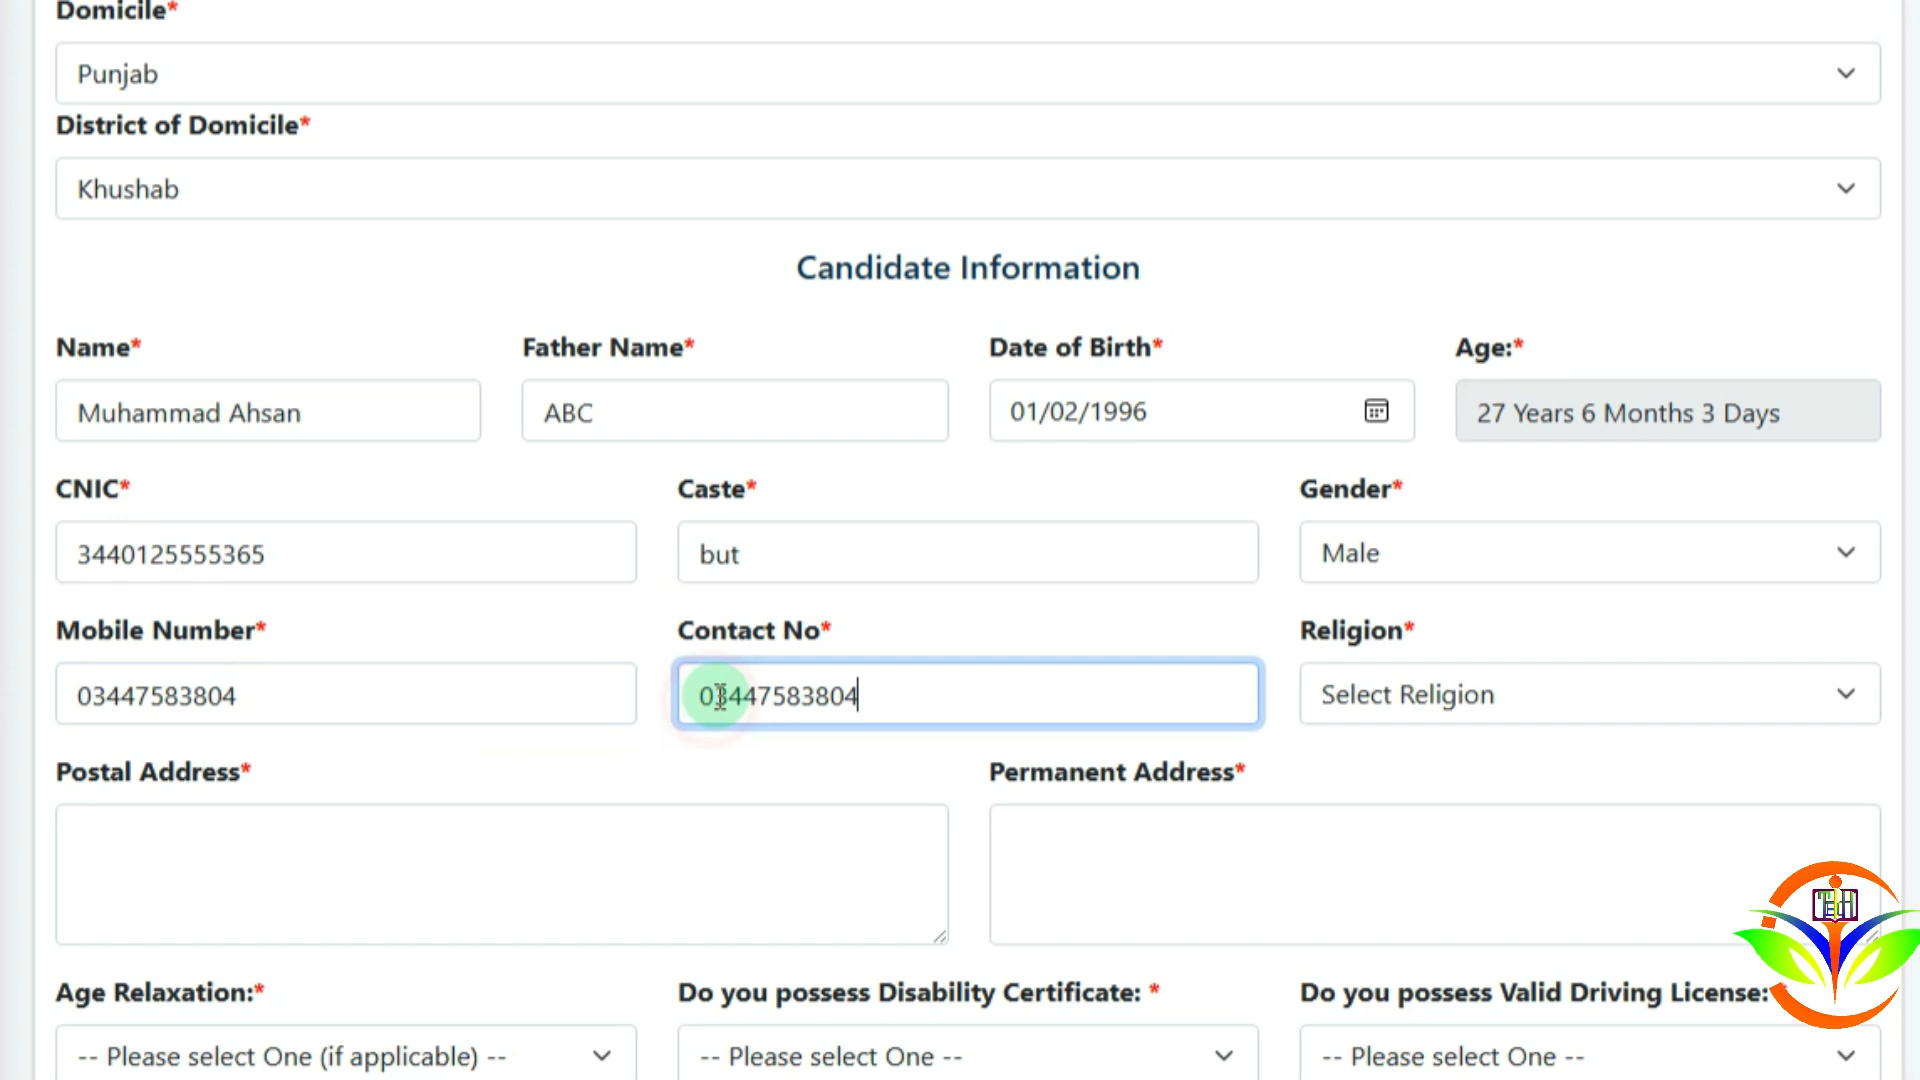 Domicile*
Punjab
District of Domicile*
Khushab
Candidate Information
Name* Father Name* Date of Birth* Age:*
Muhammad Ahsan ABC 01/02/1996 27 Years 6 Months 3 Days
CNIC* Caste* Gender*
3440125555365 but Male
Mobile Number* Contact No* Religion*
03447583804 03447583804 Select Religion
Postal Address* Permanent Address*
Age Relaxation:* Do you possess Disability Certificate: * Do you possess Valid Driving License:
-- Please select One (if applicable) -- -- Please select One -- -- Please select One --